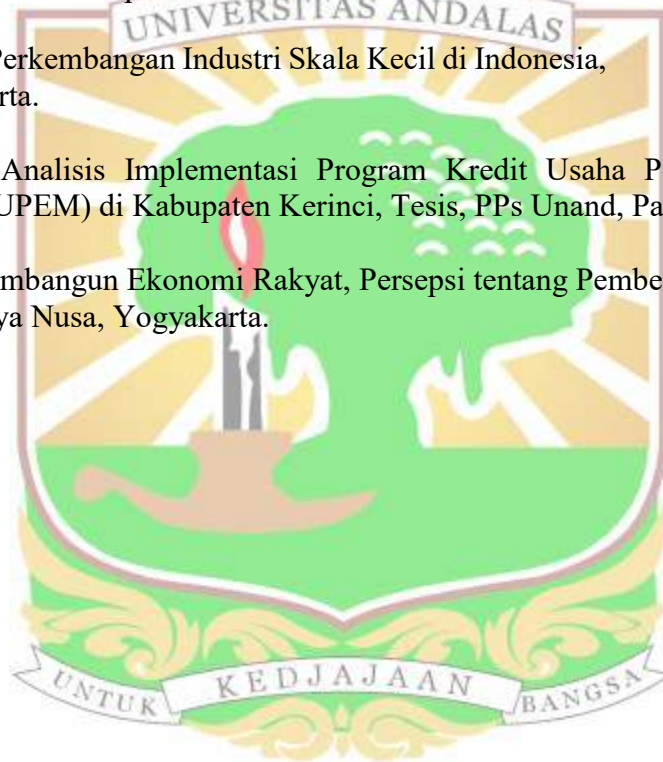 UNIVERSITAS ANDALAS
Perkembangan Industri Skala Kecil di Indonesia,
rta.
Analisis Implementasi Program Kredit Usaha P
UPEM) di Kabupaten Kerinci, Tesis, PPs Unand, Pa
mbangun Ekonomi Rakyat, Persepsi tentang Pembe
ya Nusa, Yogyakarta.
UNTUK KEDJAJAAN BANGSA